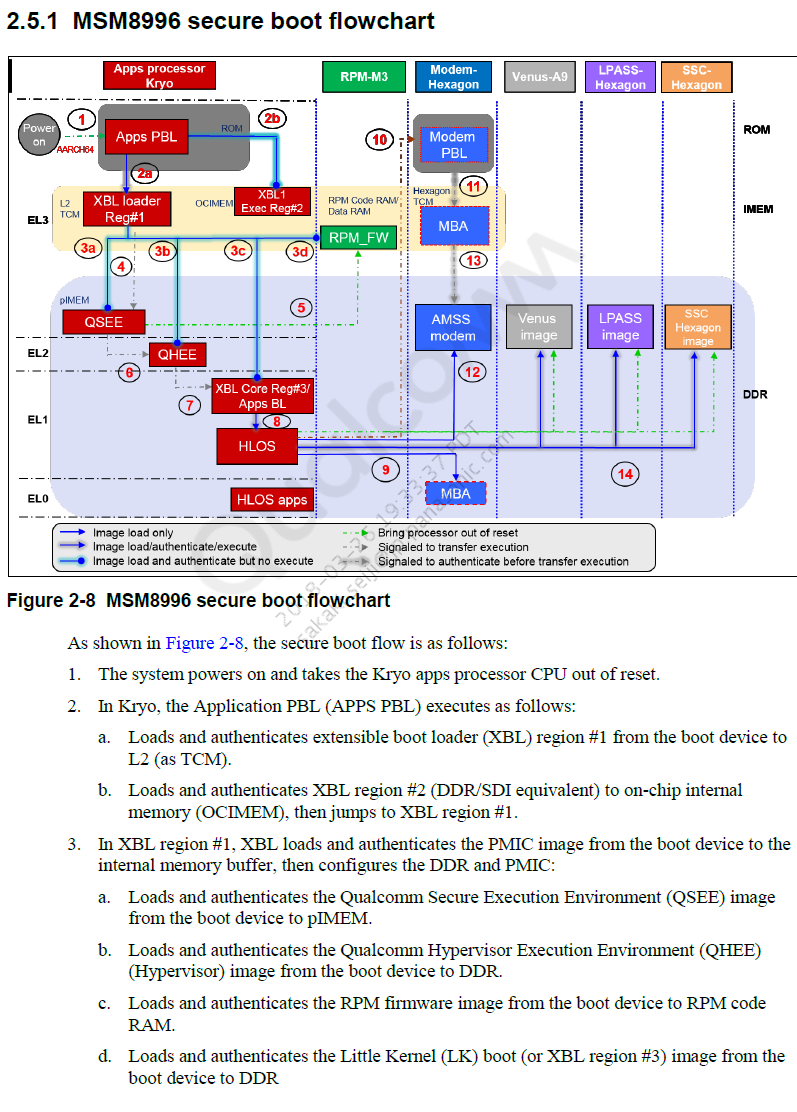 2.5.1 MSM8996 secure boot flowchart
Apps processor
Kryo
RPM-M3
Modem-
Hexagon
Venus-A9
LPASS-
Hexagon
SSC-
Hexagon
Power
on
1
AARCH64
Apps PBL
ROM
2b
10
Modem
PBL
ROM
2a
11
L2
TCM
XBL loader
Reg#1
OCIMEM
XBL1
Exec Reg#2
RPM Code RAM/
Data RAM
Hexagon
TCM
IMEM
EL3
RPM_FW
MBA
3a
3b
3c
3d
4
13
pIMEM
5
QSEE
AMSS
modem
Venus
image
LPASS
image
SSC
Hexagon
image
EL2
QHEE
6
12
XBL Core Reg#3/
Apps BL
DDR
7
EL1
8
HLOS
9
14
EL0
HLOS apps
MBA
Image load only
Image load/authenticate/execute
Image load and authenticate but no execute
Bring processor out of reset
Signaled to transfer execution
Signaled to authenticate before transfer execution
Qualcomm
Figure 2-8 MSM8996 secure boot flowchart
As shown in Figure 2-8, the secure boot flow is as follows:
1. The system powers on and takes the Kryo apps processor CPU out of reset.
2. In Kryo, the Application PBL (APPS PBL) executes as follows:
a. Loads and authenticates extensible boot loader (XBL) region #1 from the boot device to
L2 (as TCM).
b. Loads and authenticates XBL region #2 (DDR/SDI equivalent) to on-chip internal
memory (OCIMEM), then jumps to XBL region #1.
3. In XBL region #1, XBL loads and authenticates the PMIC image from the boot device to the
internal memory buffer, then configures the DDR and PMIC:
a. Loads and authenticates the Qualcomm Secure Execution Environment (QSEE) image
from the boot device to pIMEM.
b. Loads and authenticates the Qualcomm Hypervisor Execution Environment (QHEE)
(Hypervisor) image from the boot device to DDR.
c. Loads and authenticates the RPM firmware image from the boot device to RPM code
RAM.
d. Loads and authenticates the Little Kernel (LK) boot (or XBL region #3) image from the
boot device to DDR